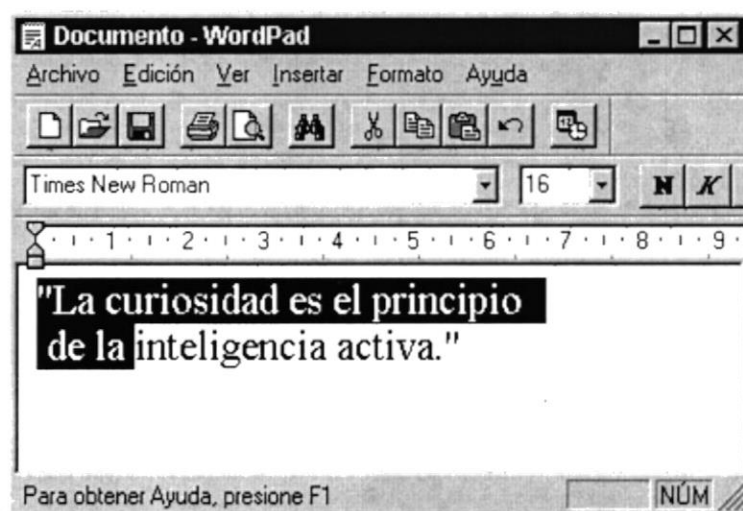 Documento - WordPad
Archivo Edición Ver Insertar Formato Ayuda
Times New Roman 16 N K
1 2 3 4 5 6 7 8 9
"La curiosidad es el principio
de la inteligencia activa."
Para obtener Ayuda, presione F1 NÚM